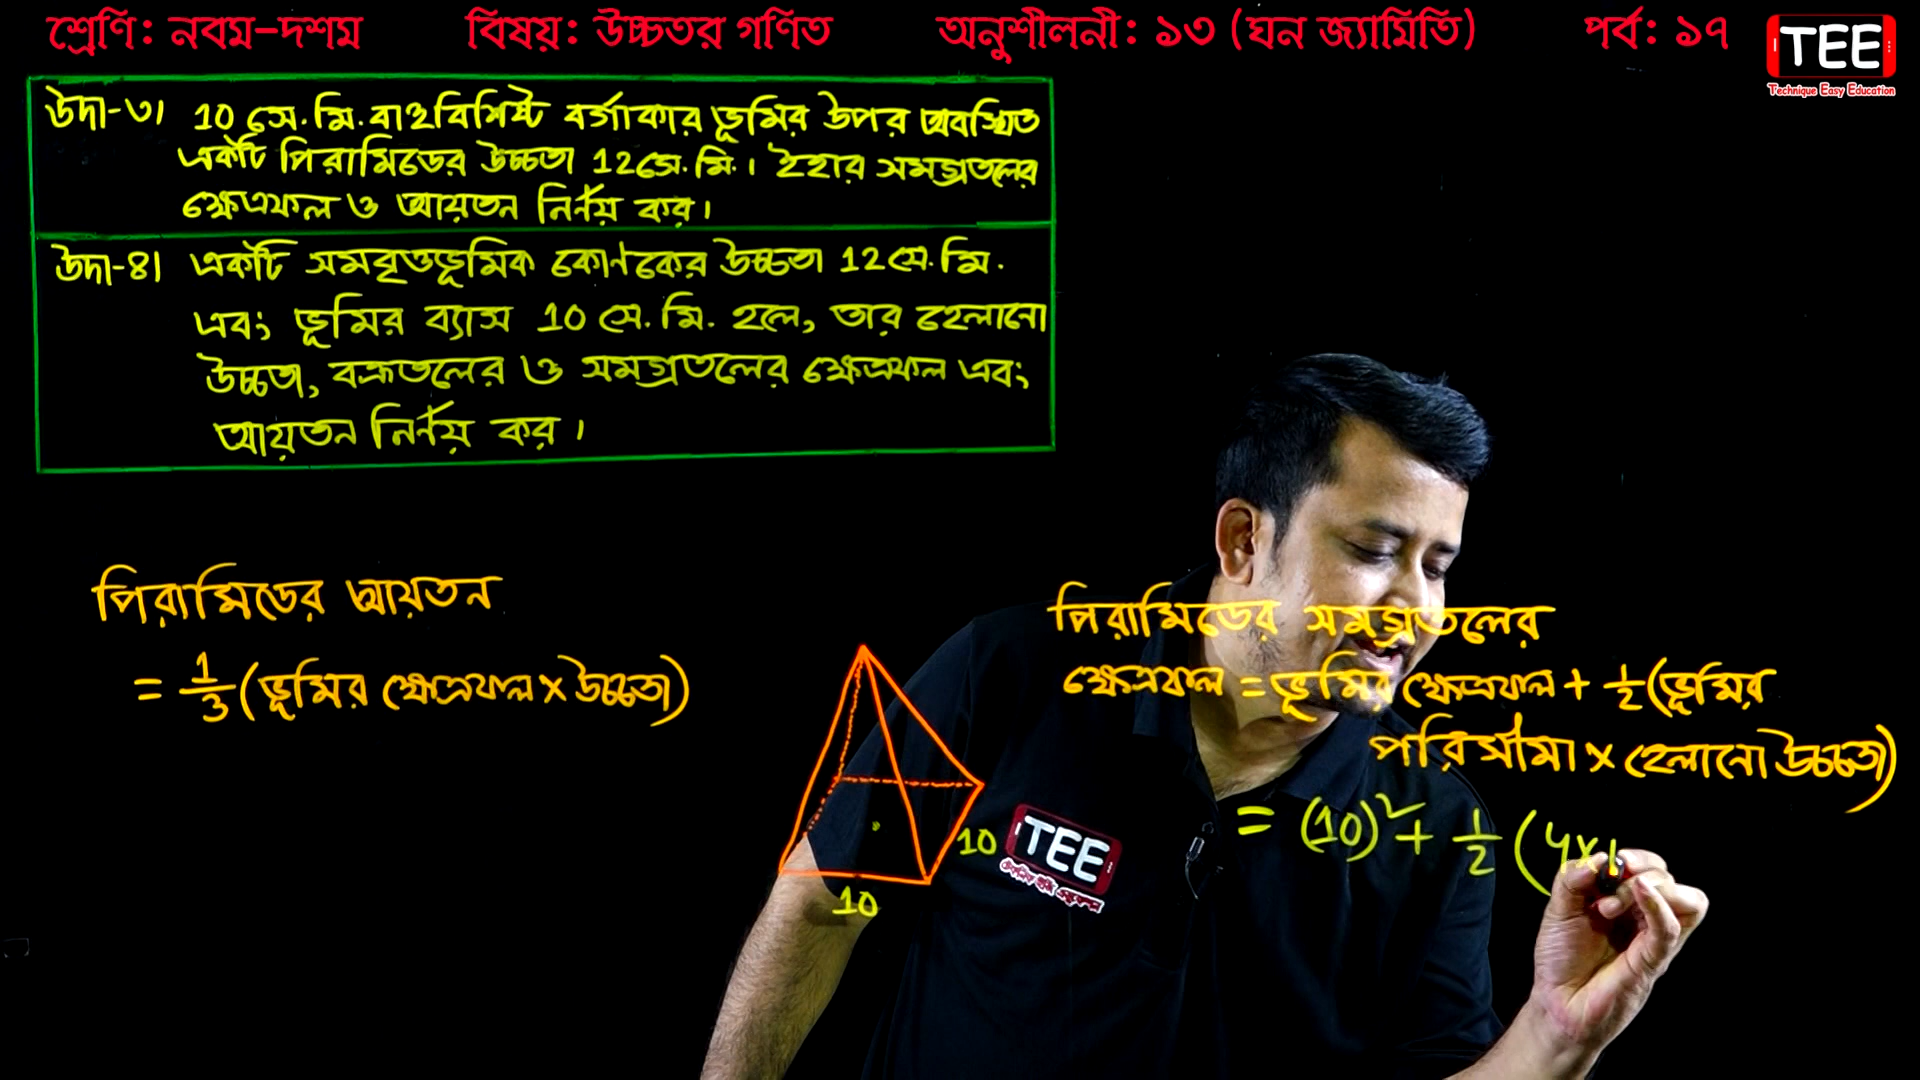 শ্রেণি: নবম-দশম বিষয়: উচ্চতর গণিত অনুশীলনী: ১৩ (ঘন জ্যামিতি) পর্ব: ১৭
TEE
Technique Easy Education
উদা-৩। 10 সে.মি. বাহুবিশিষ্ট বর্গাকার ভূমির উপর অবস্থিত
একটি পিরামিডের উচ্চতা 12 সে.মি.। ইহার সমগ্রতলের
ক্ষেত্রফল ও আয়তন নির্ণয় কর।
উদা-৪। একটি সমবৃত্তভূমিক কোণকের উচ্চতা 12 সে.মি.
এবং ভূমির ব্যাস 10 সে.মি. হলে, তার হেলানো
উচ্চতা, বক্রতলের ও সমগ্রতলের ক্ষেত্রফল এবং
আয়তন নির্ণয় কর।
পিরামিডের আয়তন
= 1/3 (ভূমির ক্ষেত্রফল × উচ্চতা)
পিরামিডের সমগ্রতলের
ক্ষেত্রফল = ভূমির ক্ষেত্রফল + 1/2 (ভূমির
পরিসীমা × হেলানো উচ্চতা)
= (10)² + 1/2 (4×1
10
10
TEE